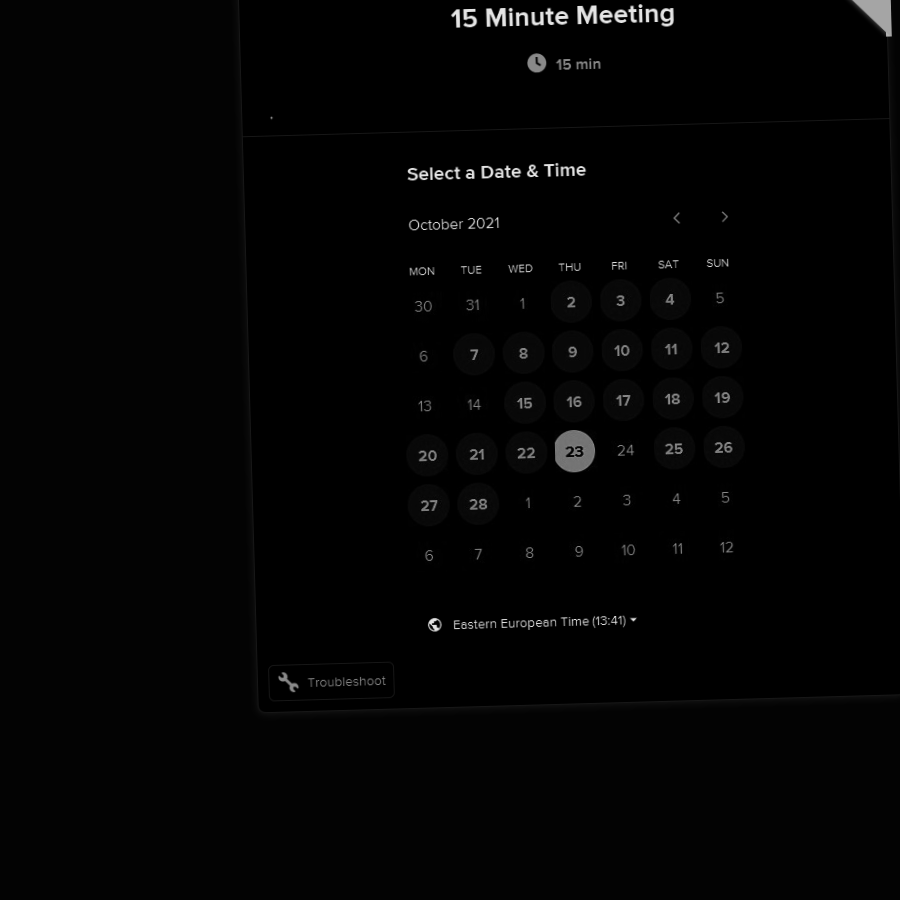 15 Minute Meeting
15 min
Select a Date & Time
October 2021
MON TUE WED THU FRI SAT SUN
30 31 1 2 3 4 5
6 7 8 9 10 11 12
13 14 15 16 17 18 19
20 21 22 23 24 25 26
27 28 1 2 3 4 5
6 7 8 9 10 11 12
Eastern European Time (13:41)
Troubleshoot